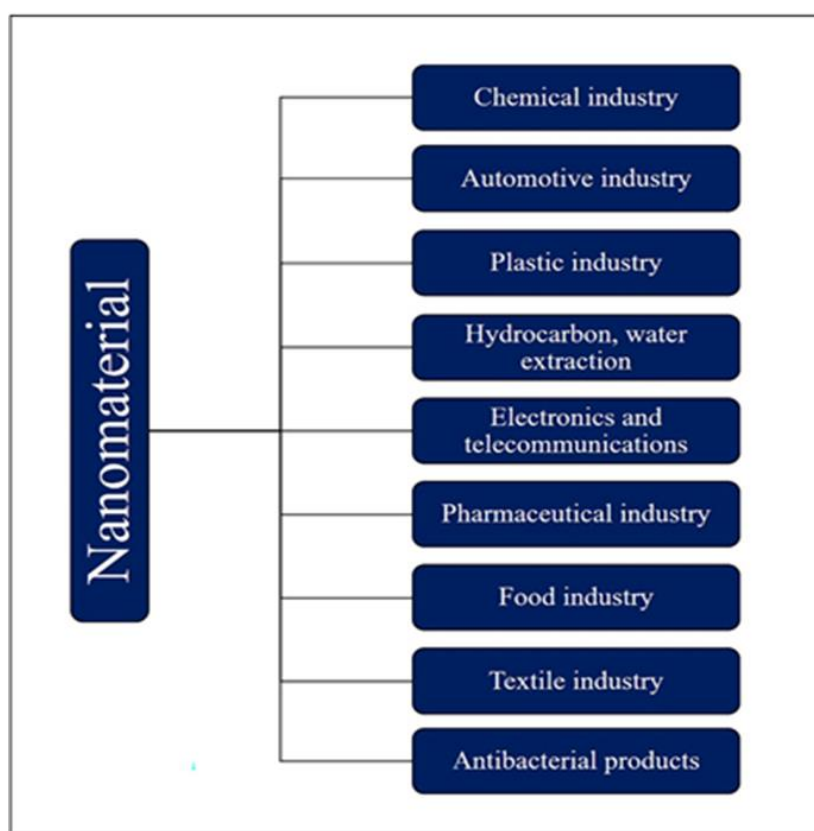 Nanomaterial
Chemical industry
Automotive industry
Plastic industry
Hydrocarbon, water
extraction
Electronics and
telecommunications
Pharmaceutical industry
Food industry
Textile industry
Antibacterial products